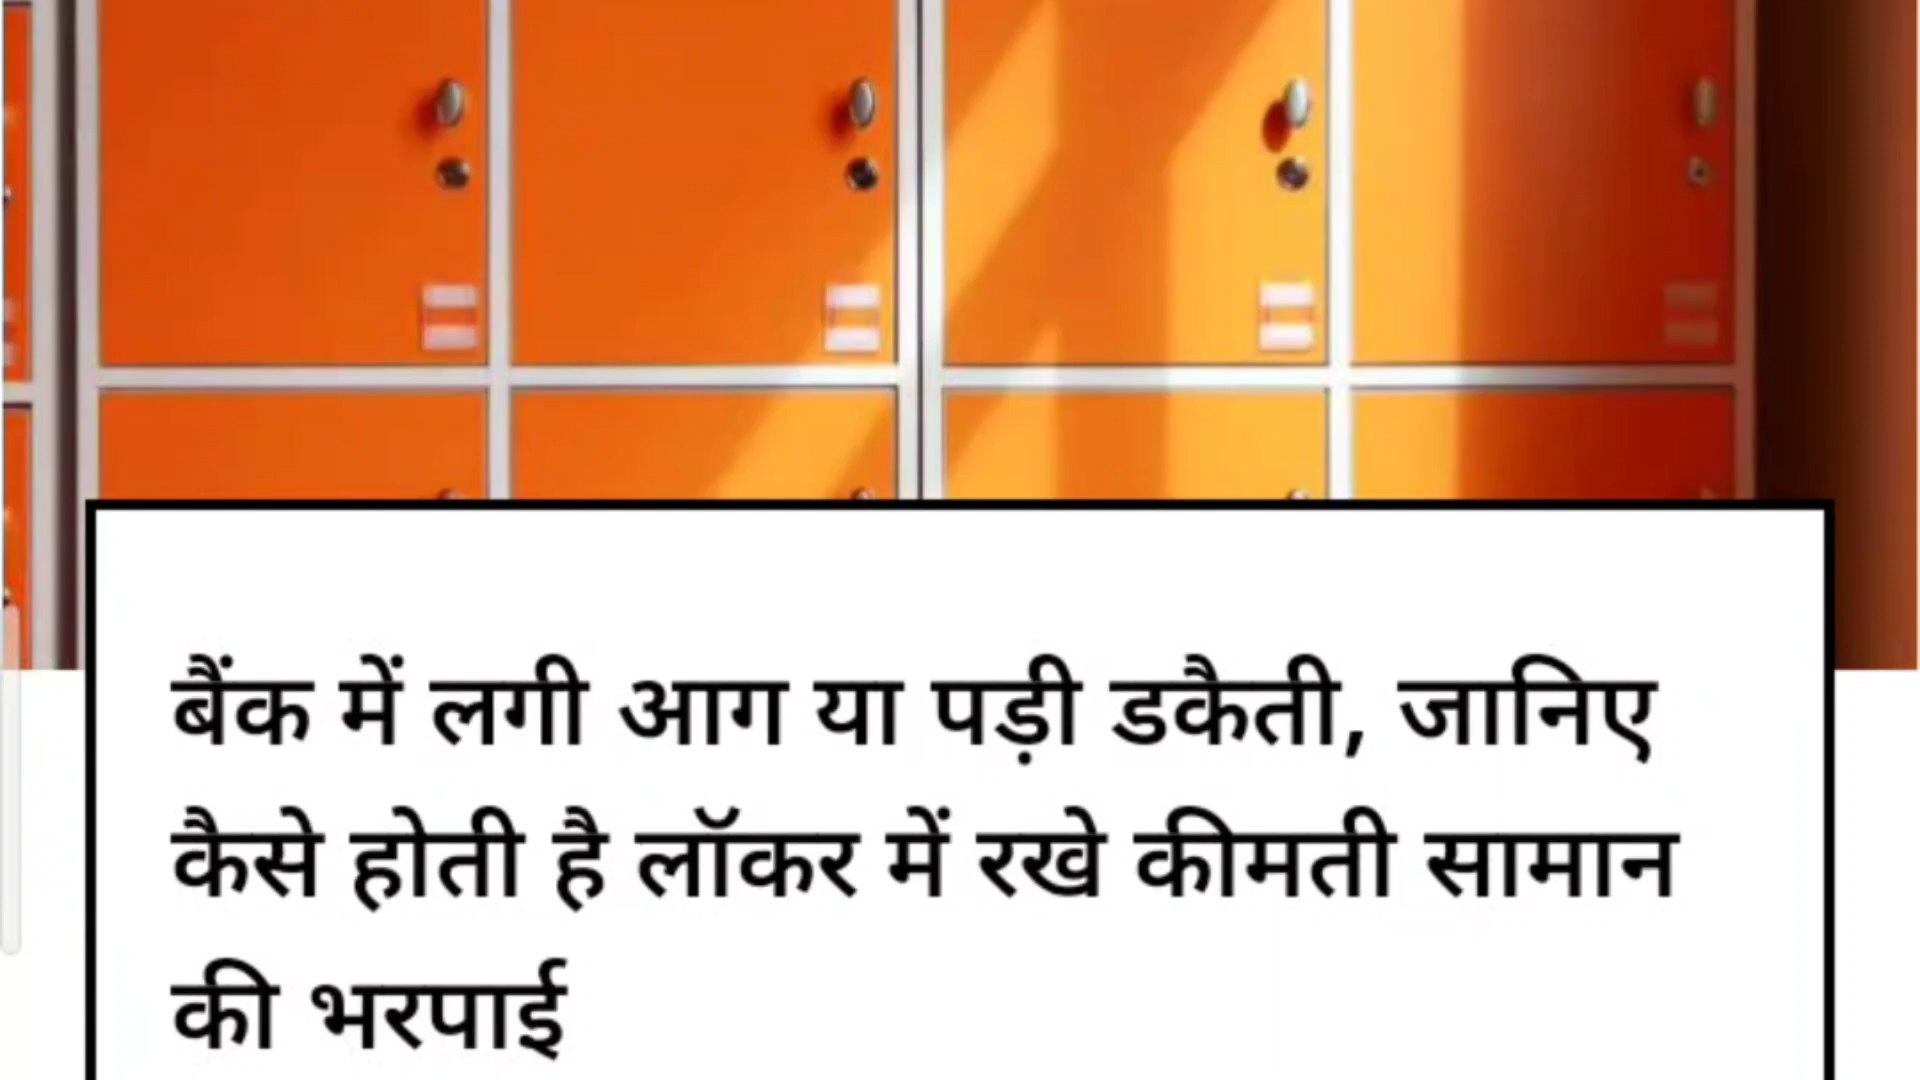 बैंक में लगी आग या पड़ी डकैती, जानिए
कैसे होती है लॉकर में रखे कीमती सामान
की भरपाई